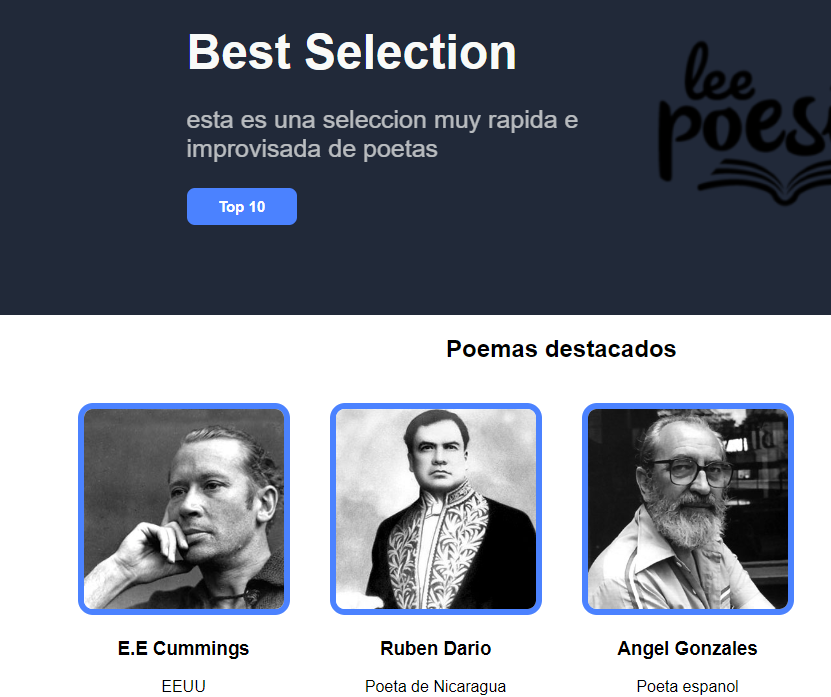 Best Selection
lee
esta es una seleccion muy rapida e
poes
improvisada de poetas
Top 10
Poemas destacados
E.E Cummings
Ruben Dario
Angel Gonzales
EEUU
Poeta de Nicaragua
Poeta espanol